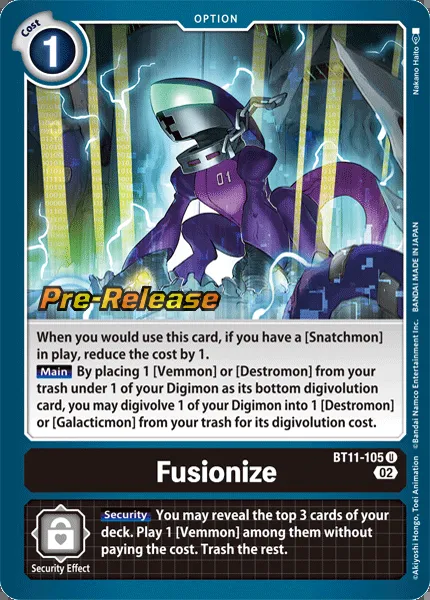 Cost
1
OPTION
Nakano Haito
Pre-Release
01
When you would use this card, if you have a [Snatchmon]
in play, reduce the cost by 1.
Main By placing 1 [Vemmon] or [Destromon] from your
trash under 1 of your Digimon as its bottom digivolution
card, you may digivolve 1 of your Digimon into 1 [Destromon]
or [Galacticmon] from your trash for its digivolution cost.
BT11-105 U
Fusionize
02
Security You may reveal the top 3 cards of your
deck. Play 1 [Vemmon] among them without
paying the cost. Trash the rest.
Security Effect
©Akiyoshi Hongo, Toei Animation ©Bandai Namco Entertainment Inc. BANDAI MADE IN JAPAN